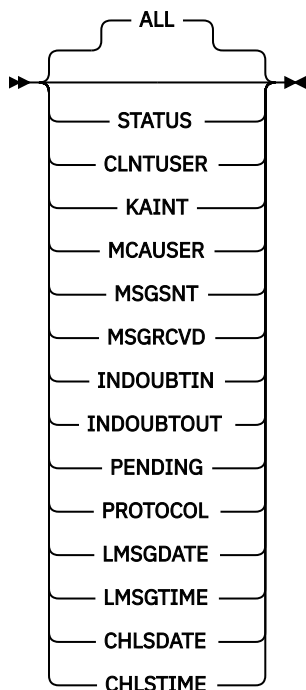 ALL
STATUS
CLNTUSER
KAINT
MCAUSER
MSGSNT
MSGRCVD
INDOUBTIN
INDOUBTOUT
PENDING
PROTOCOL
LMSGDATE
LMSGTIME
CHLSDATE
CHLSTIME